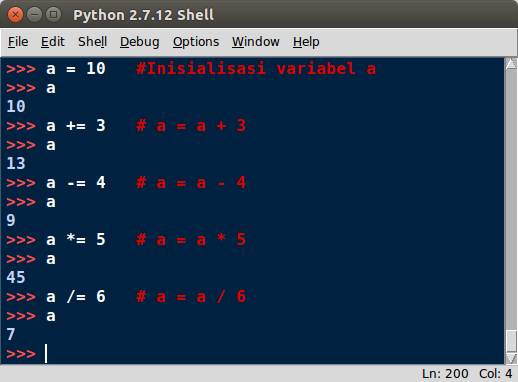 Python 2.7.12 Shell
File Edit Shell Debug Options Window Help
>>> a = 10   #Inisialisasi variabel a
>>> a
10
>>> a += 3   # a = a + 3
>>> a
13
>>> a -= 4   # a = a - 4
>>> a
9
>>> a *= 5   # a = a * 5
>>> a
45
>>> a /= 6   # a = a / 6
>>> a
7
>>>
Ln: 200 Col: 4